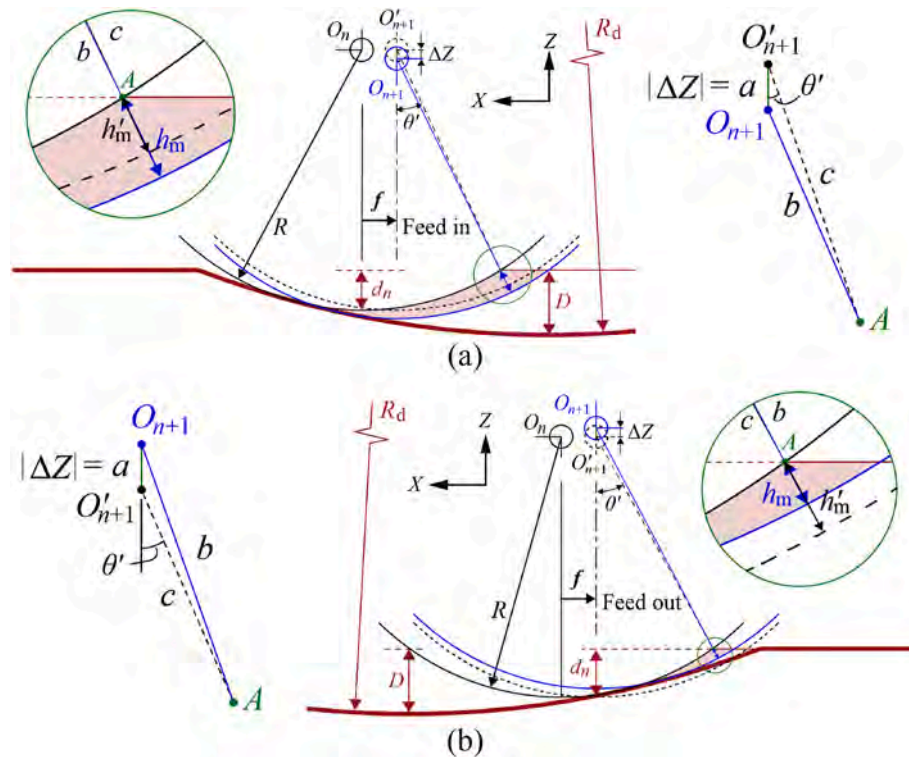 O′n+1
On
c
b
A
h′m
hm
ΔZ
Z
Rd
X
On+1
θ′
R
f
Feed in
dn
D
O′n+1
θ′
|ΔZ| = a
On+1
c
b
A
(a)
On+1
|ΔZ| = a
O′n+1
θ′
b
c
A
Rd
Z
X
On+1
On
ΔZ
O′n+1
θ′
R
f
Feed out
D
dn
c
b
A
hm
h′m
(b)